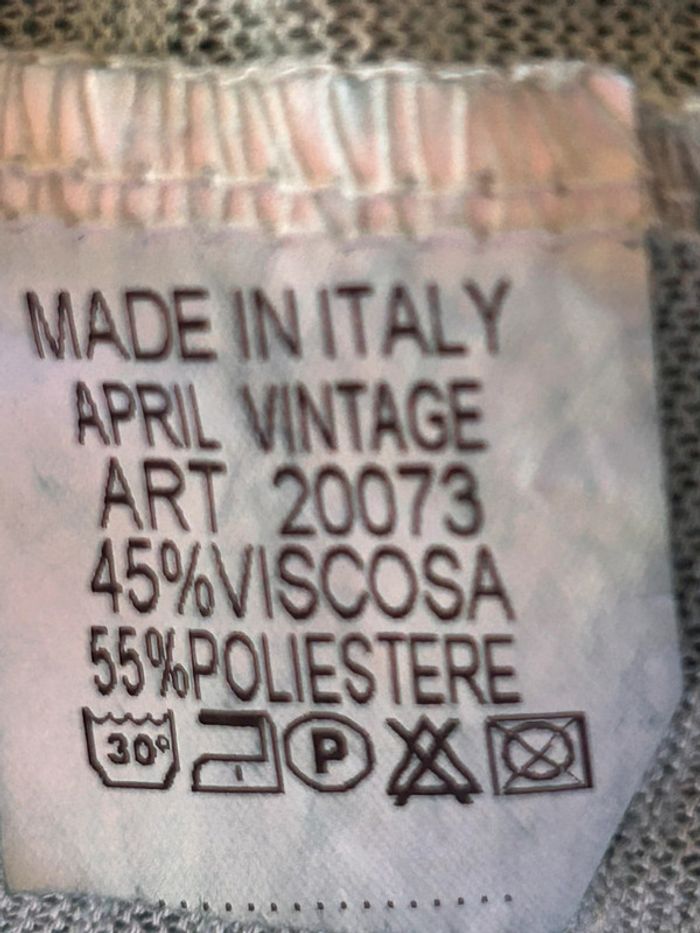 MADE IN ITALY
APRIL VINTAGE
ART 20073
45%VISCOSA
55%POLIESTERE
30° P